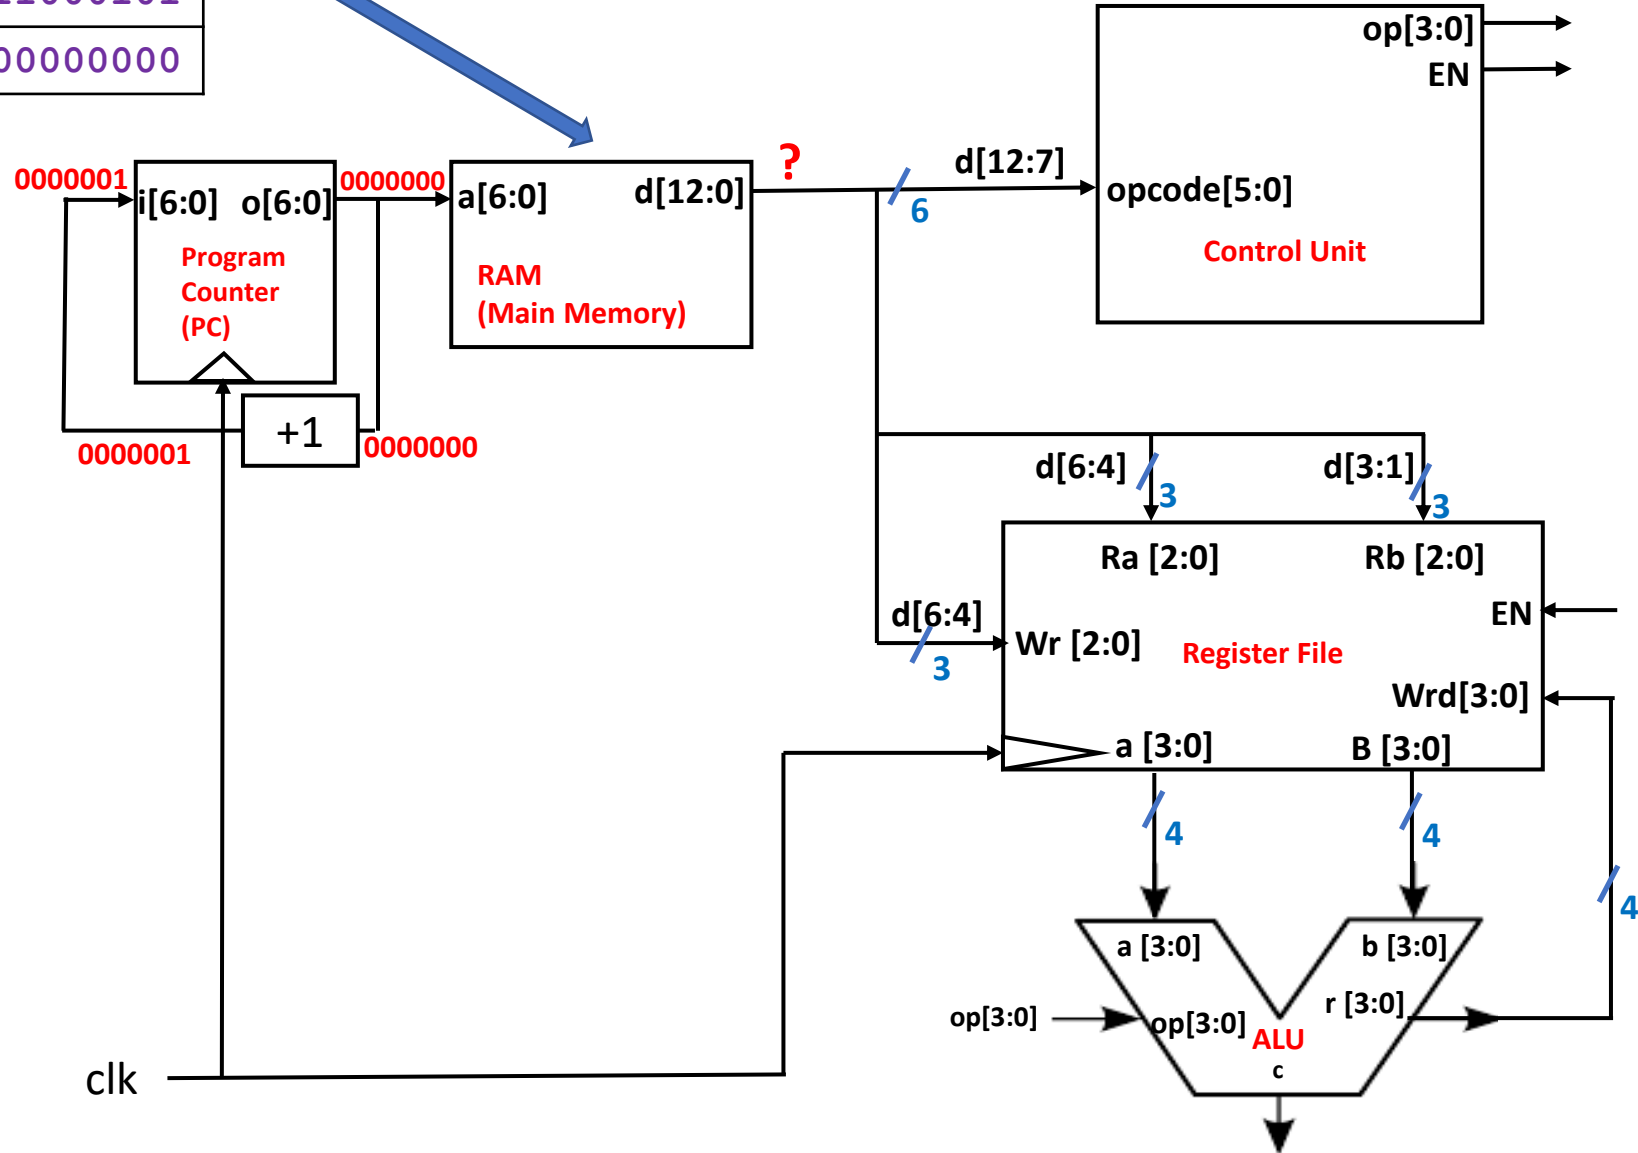 00000000
op[3:0]
EN
?
d[12:7]
6
opcode[5:0]
Control Unit
0000001
i[6:0] o[6:0]
0000000
a[6:0] d[12:0]
Program
Counter
(PC)
RAM
(Main Memory)
+1
0000001
0000000
d[6:4]
3
d[3:1]
3
Ra [2:0]
Rb [2:0]
EN
d[6:4]
3
Wr [2:0]
Register File
Wrd[3:0]
a [3:0]
B [3:0]
4
4
4
a [3:0]
b [3:0]
op[3:0]
op[3:0]
r [3:0]
ALU
c
clk